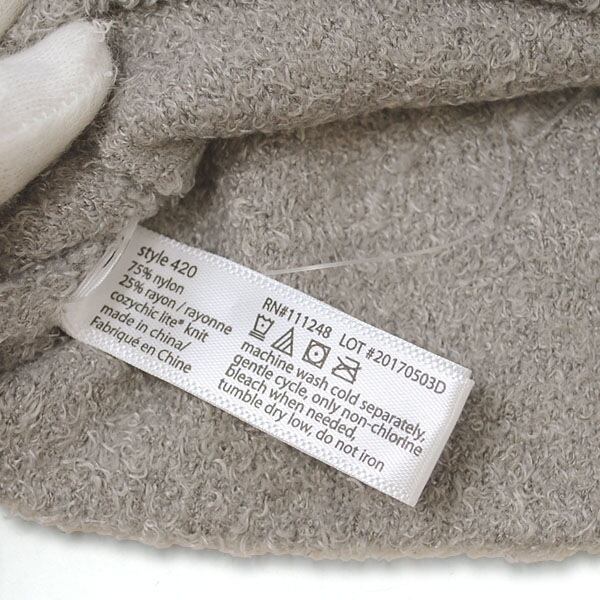 style 420
75% nylon
25% rayon / rayonne
cozychic lite® knit
made in china/
Fabriqué en Chine
RN#111248 LOT #20170503D
machine wash cold separately,
gentle cycle, only non-chlorine
bleach when needed,
tumble dry low, do not iron